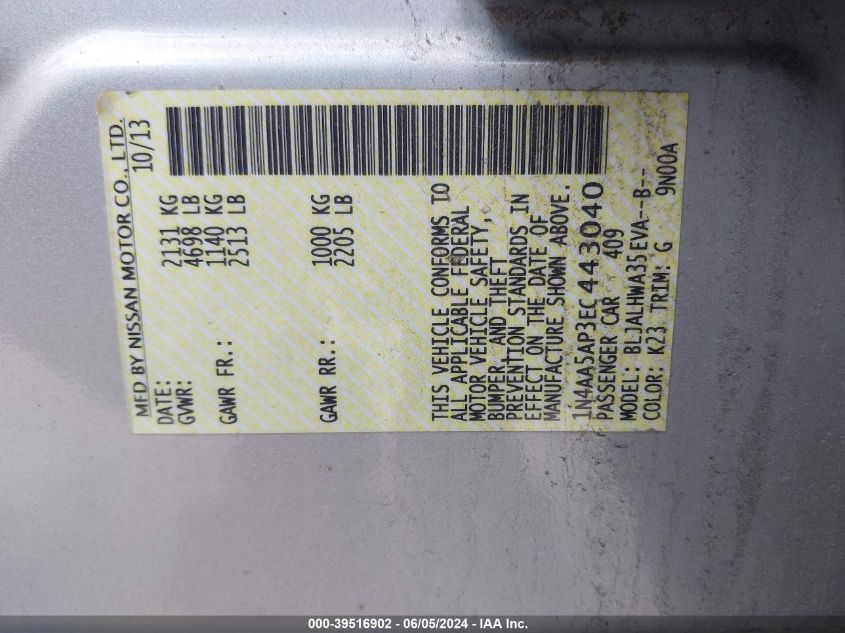 MFD BY NISSAN MOTOR CO., LTD.
DATE: 10/13
GVWR: 2131 KG
4698 LB
GAWR FR.: 1140 KG
2513 LB
GAWR RR.: 1000 KG
2205 LB
THIS VEHICLE CONFORMS TO
ALL APPLICABLE FEDERAL
MOTOR VEHICLE SAFETY,
BUMPER AND THEFT
PREVENTION STANDARDS IN
EFFECT ON THE DATE OF
MANUFACTURE SHOWN ABOVE.
1N4AA5AP3EC443040
PASSENGER CAR 409
MODEL: BLJALHWA35EVA--B--
COLOR: K23 TRIM: G 9N00A
000-39516902 - 06/05/2024 - IAA Inc.